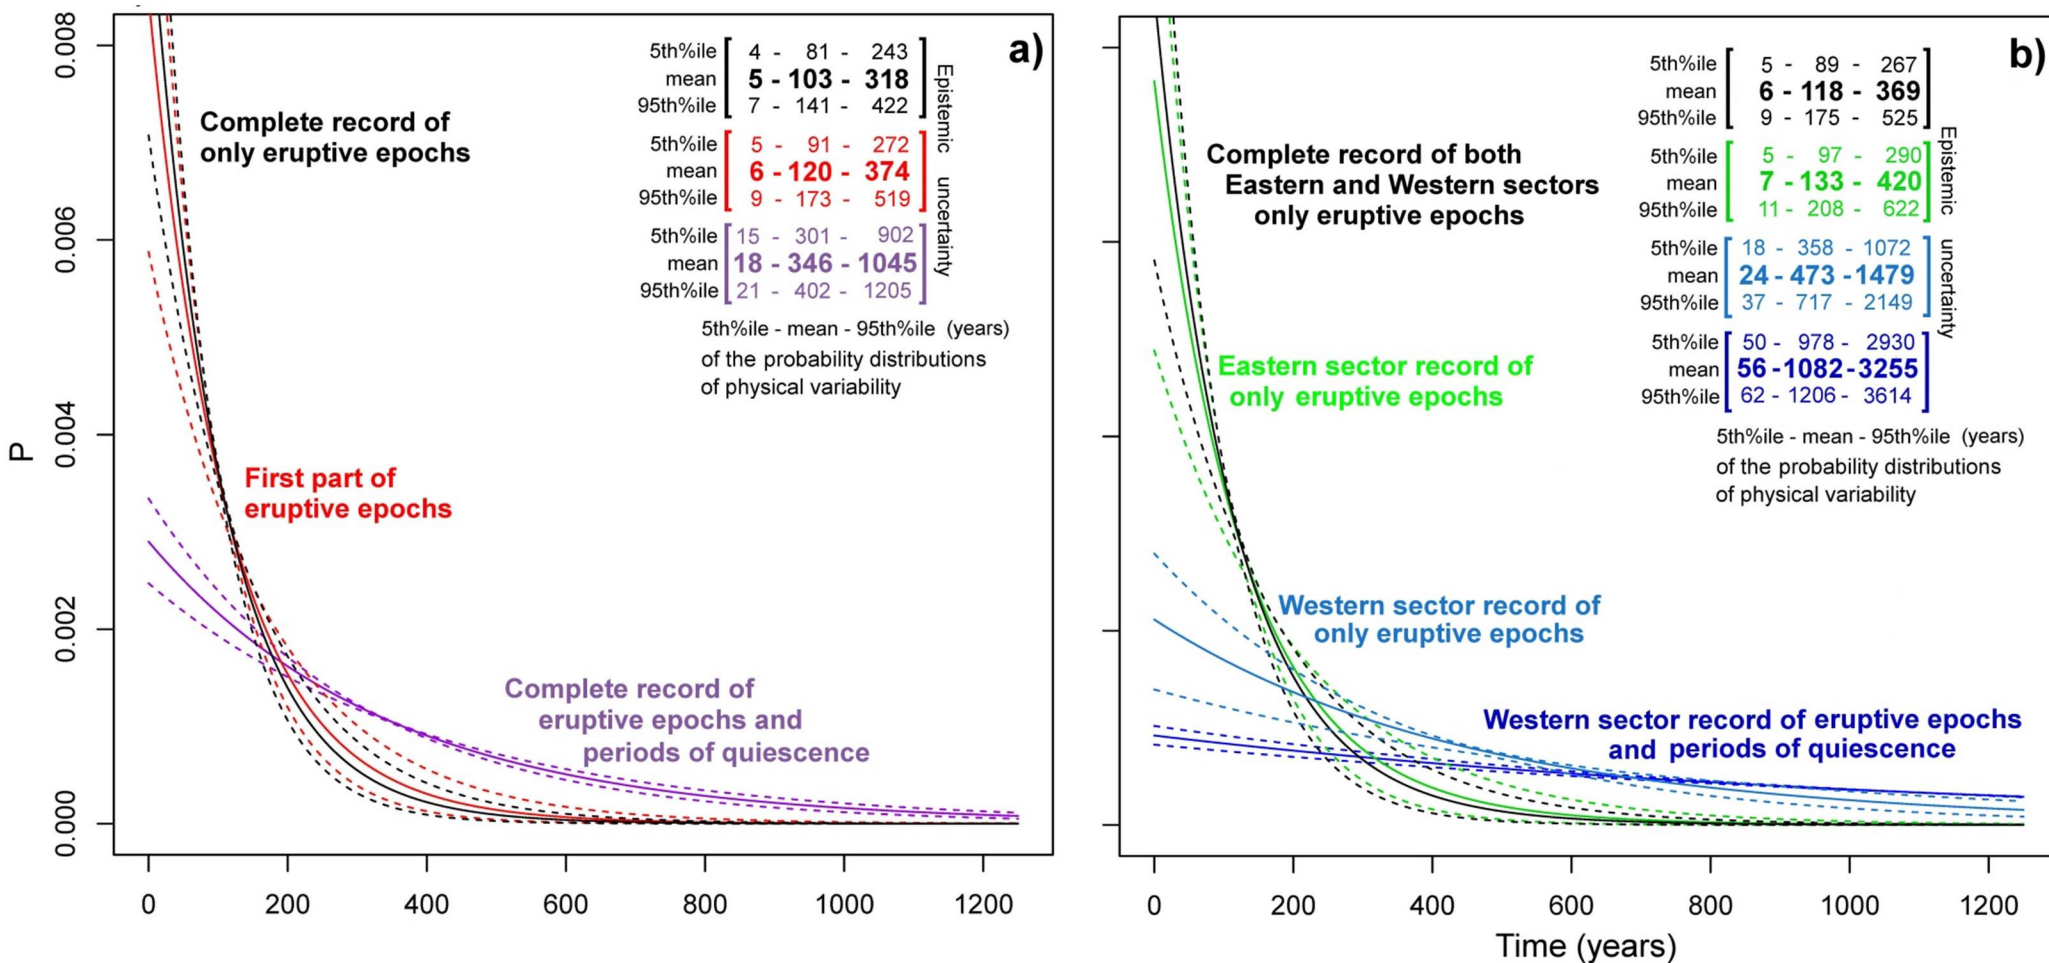 a)
0.008
0.006
0.004
0.002
0.000
P
0 200 400 600 800 1000 1200
Complete record of
only eruptive epochs
First part of
eruptive epochs
Complete record of
eruptive epochs and
periods of quiescence
5th%ile 4 - 81 - 243
mean 5 - 103 - 318
95th%ile 7 - 141 - 422
5th%ile 5 - 91 - 272
mean 6 - 120 - 374
95th%ile 9 - 173 - 519
5th%ile 15 - 301 - 902
mean 18 - 346 - 1045
95th%ile 21 - 402 - 1205
Epistemic uncertainty
5th%ile - mean - 95th%ile (years)
of the probability distributions
of physical variability
b)
Complete record of both
Eastern and Western sectors
only eruptive epochs
Eastern sector record of
only eruptive epochs
Western sector record of
only eruptive epochs
Western sector record of eruptive epochs
and periods of quiescence
5th%ile 5 - 89 - 267
mean 6 - 118 - 369
95th%ile 9 - 175 - 525
5th%ile 5 - 97 - 290
mean 7 - 133 - 420
95th%ile 11 - 208 - 622
5th%ile 18 - 358 - 1072
mean 24 - 473 - 1479
95th%ile 37 - 717 - 2149
5th%ile 50 - 978 - 2930
mean 56 - 1082 - 3255
95th%ile 62 - 1206 - 3614
Epistemic uncertainty
5th%ile - mean - 95th%ile (years)
of the probability distributions
of physical variability
0 200 400 600 800 1000 1200
Time (years)